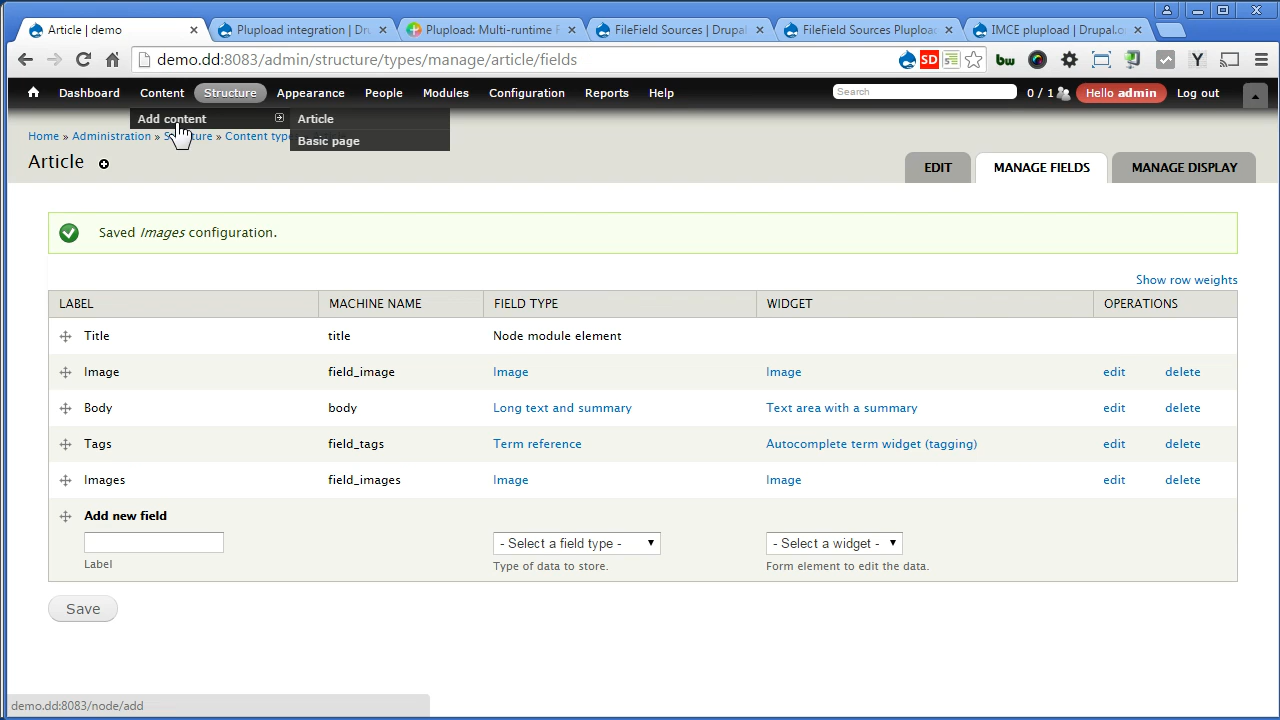 Article | demo
Plupload integration | Dru
Plupload: Multi-runtime F
FileField Sources | Drupal
FileField Sources Pluploa
IMCE plupload | Drupal.o
demo.dd:8083/admin/structure/types/manage/article/fields
SD
bw
Y
Dashboard Content Structure Appearance People Modules Configuration Reports Help
Search
0 / 1
Hello admin
Log out
Add content
Article
Basic page
Home » Administration » Structure » Content type
Article
EDIT
MANAGE FIELDS
MANAGE DISPLAY
Saved Images configuration.
Show row weights
LABEL MACHINE NAME FIELD TYPE WIDGET OPERATIONS
Title title Node module element
Image field_image Image Image edit delete
Body body Long text and summary Text area with a summary edit delete
Tags field_tags Term reference Autocomplete term widget (tagging) edit delete
Images field_images Image Image edit delete
Add new field
- Select a field type - - Select a widget -
Label Type of data to store. Form element to edit the data.
Save
demo.dd:8083/node/add